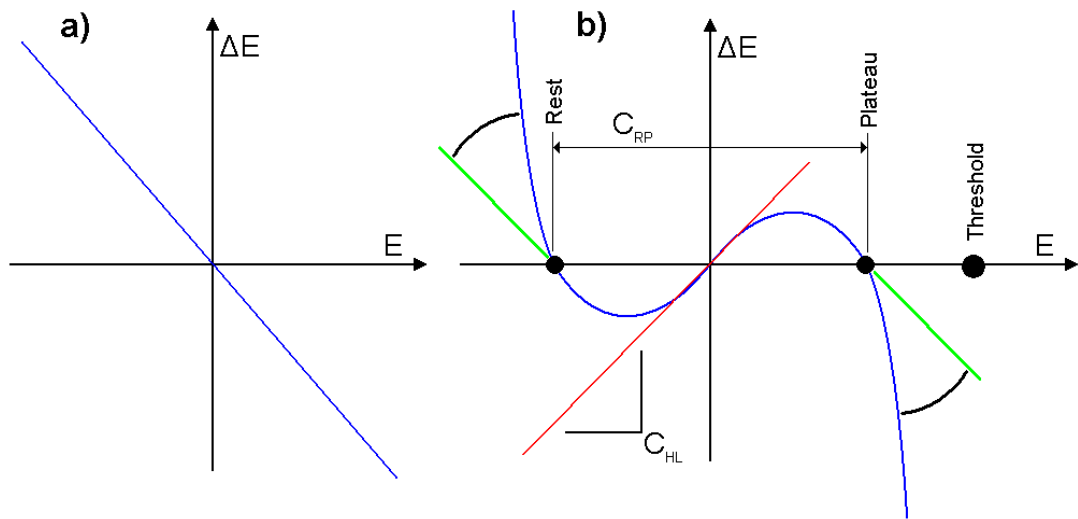 a)
ΔE
E
b)
ΔE
Rest
Plateau
C_RP
Threshold
E
C_HL